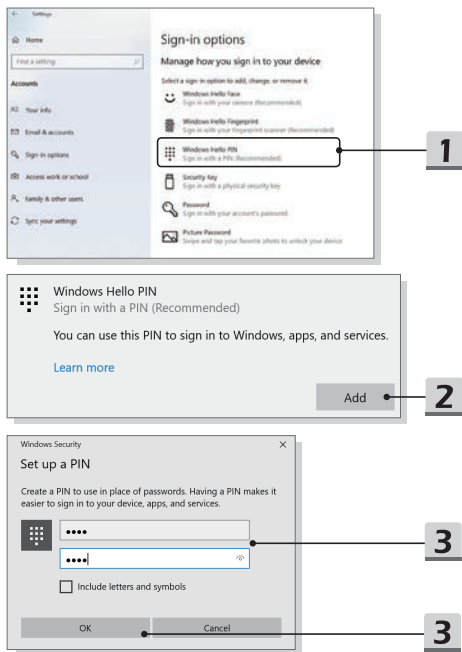 Settings
Home
Sign-in options
Find a setting
Manage how you sign in to your device
Accounts
Select a sign-in option to add, change, or remove it.
Windows Hello Face
Sign in with your camera (Recommended)
Your info
Windows Hello Fingerprint
Sign in with your fingerprint scanner (Recommended)
Email & accounts
Windows Hello PIN
Sign in with a PIN (Recommended)
1
Sign-in options
Access work or school
Security Key
Sign in with a physical security key
Family & other users
Password
Sign in with your account's password
Sync your settings
Picture Password
Swipe and tap your favorite photo to unlock your device
Windows Hello PIN
Sign in with a PIN (Recommended)
You can use this PIN to sign in to Windows, apps, and services.
Learn more
Add
2
Windows Security
Set up a PIN
Create a PIN to use in place of passwords. Having a PIN makes it
easier to sign in to your device, apps, and services.
3
Include letters and symbols
OK
Cancel
3